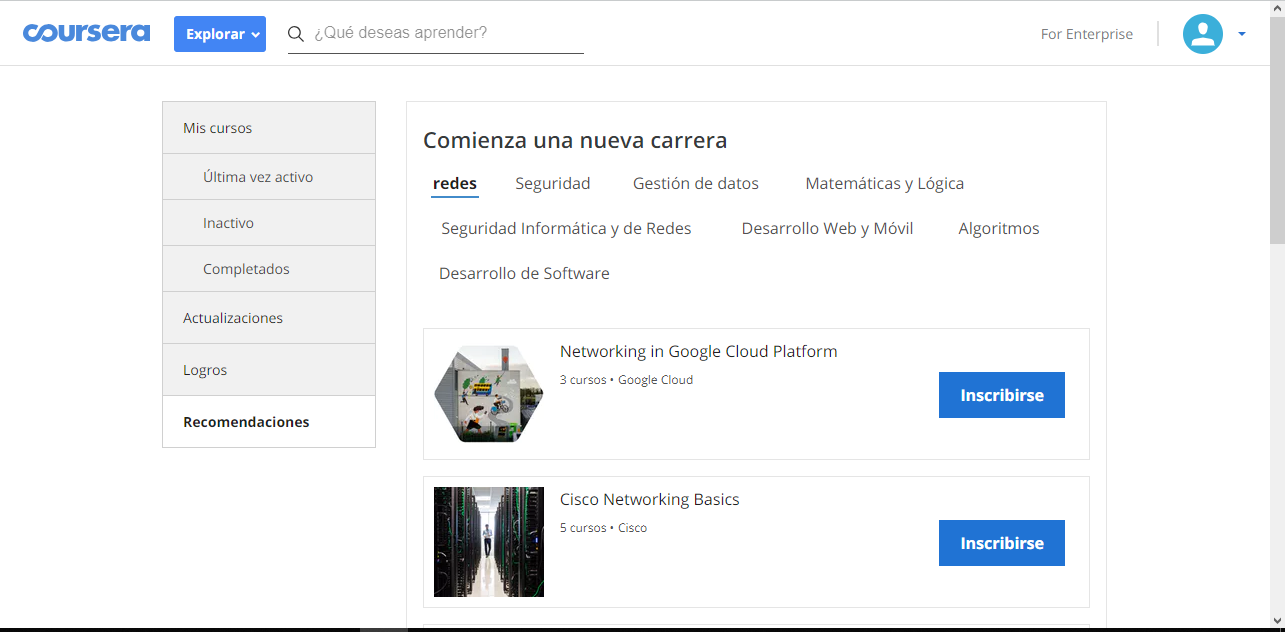 coursera
Explorar
¿Qué deseas aprender?
For Enterprise
Mis cursos
Última vez activo
Inactivo
Completados
Actualizaciones
Logros
Recomendaciones
Comienza una nueva carrera
redes Seguridad Gestión de datos Matemáticas y Lógica
Seguridad Informática y de Redes Desarrollo Web y Móvil Algoritmos
Desarrollo de Software
Networking in Google Cloud Platform
3 cursos • Google Cloud
Inscribirse
Cisco Networking Basics
5 cursos • Cisco
Inscribirse